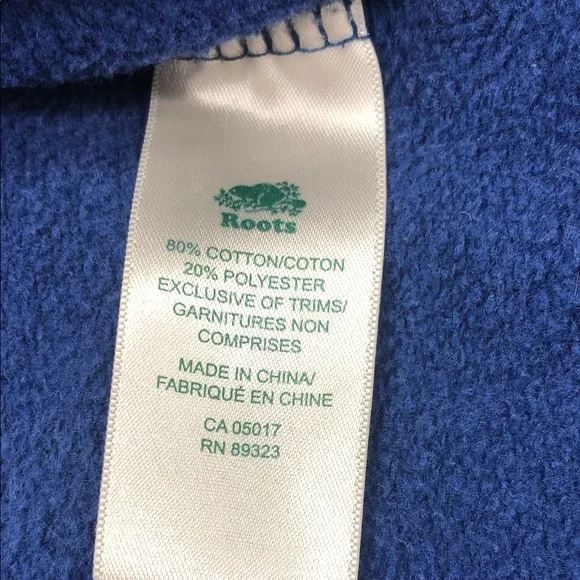 Roots
80% COTTON/COTON
20% POLYESTER
EXCLUSIVE OF TRIMS/
GARNITURES NON
COMPRISES
MADE IN CHINA/
FABRIQUÉ EN CHINE
CA 05017
RN 89323